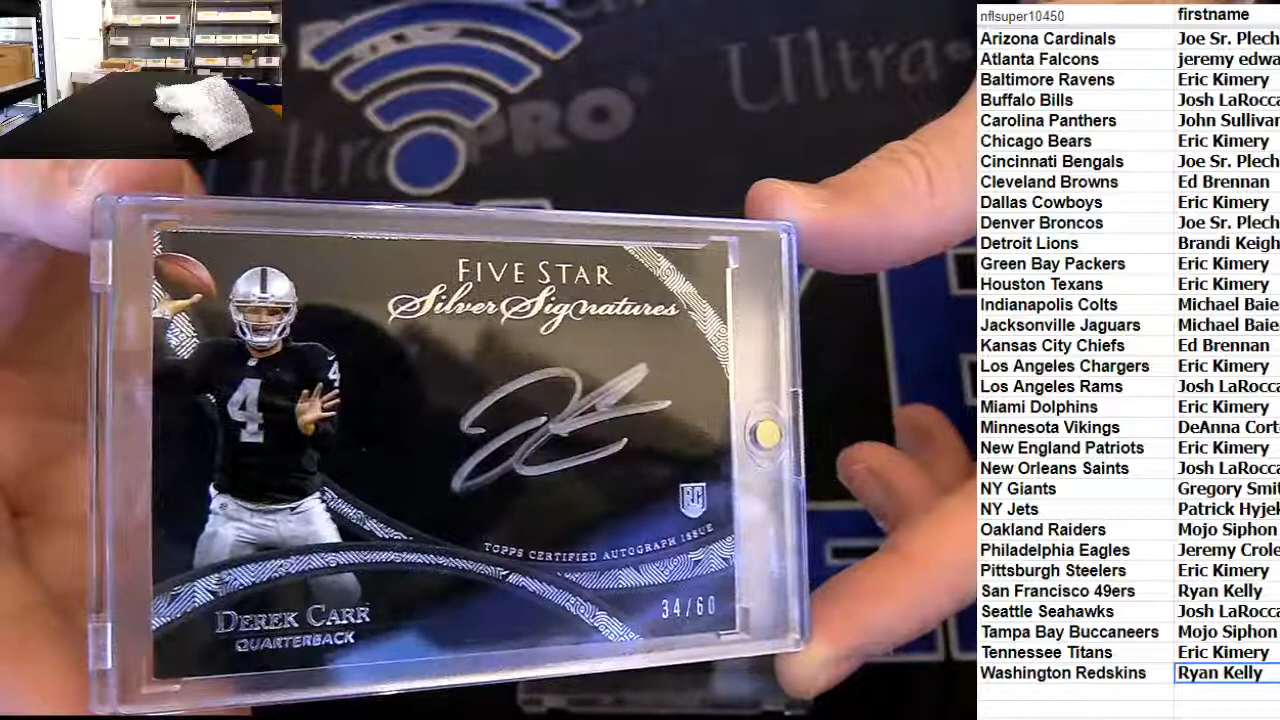 Ultra
Ultra PRO
FIVE STAR
Silver Signatures
4
4
RC
TOPPS CERTIFIED AUTOGRAPH ISSUE
34/60
DEREK CARR
QUARTERBACK
nflsuper10450 firstname
Arizona Cardinals Joe Sr. Plech
Atlanta Falcons jeremy edwa
Baltimore Ravens Eric Kimery
Buffalo Bills Josh LaRocca
Carolina Panthers John Sullivan
Chicago Bears Eric Kimery
Cincinnati Bengals Joe Sr. Plech
Cleveland Browns Ed Brennan
Dallas Cowboys Eric Kimery
Denver Broncos Joe Sr. Plech
Detroit Lions Brandi Keigh
Green Bay Packers Eric Kimery
Houston Texans Eric Kimery
Indianapolis Colts Michael Baie
Jacksonville Jaguars Michael Baie
Kansas City Chiefs Ed Brennan
Los Angeles Chargers Eric Kimery
Los Angeles Rams Josh LaRocca
Miami Dolphins Eric Kimery
Minnesota Vikings DeAnna Corte
New England Patriots Eric Kimery
New Orleans Saints Josh LaRocca
NY Giants Gregory Smit
NY Jets Patrick Hyjek
Oakland Raiders Mojo Siphon
Philadelphia Eagles Jeremy Crole
Pittsburgh Steelers Eric Kimery
San Francisco 49ers Ryan Kelly
Seattle Seahawks Josh LaRocca
Tampa Bay Buccaneers Mojo Siphon
Tennessee Titans Eric Kimery
Washington Redskins Ryan Kelly